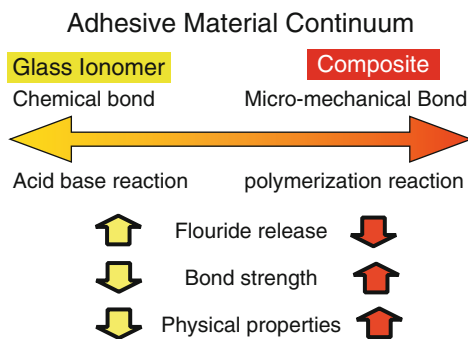 Adhesive Material Continuum
Glass Ionomer Composite
Chemical bond Micro-mechanical Bond
Acid base reaction polymerization reaction
Flouride release
Bond strength
Physical properties